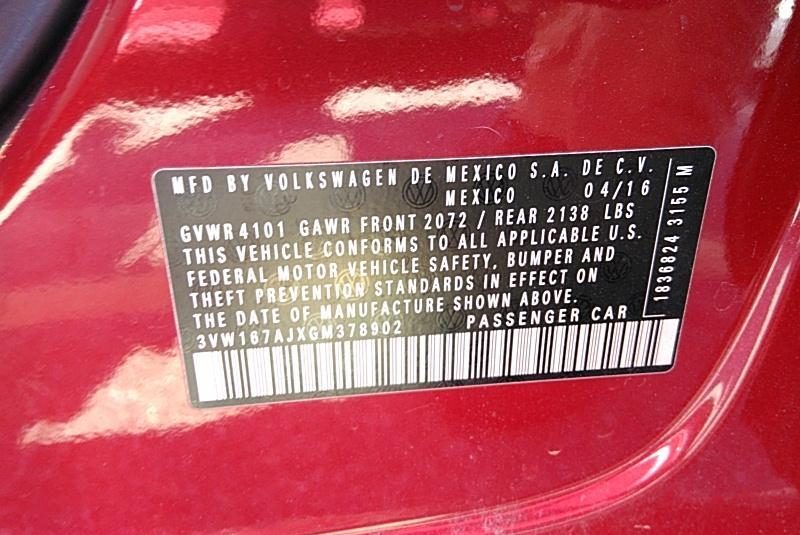 MFD BY VOLKSWAGEN DE MEXICO S.A. DE C.V.
MEXICO 04/16
GVWR 4101 GAWR FRONT 2072 / REAR 2138 LBS
THIS VEHICLE CONFORMS TO ALL APPLICABLE U.S.
FEDERAL MOTOR VEHICLE SAFETY, BUMPER AND
THEFT PREVENTION STANDARDS IN EFFECT ON
THE DATE OF MANUFACTURE SHOWN ABOVE.
3VW167AJXGM378902 PASSENGER CAR
1836824 3155 M